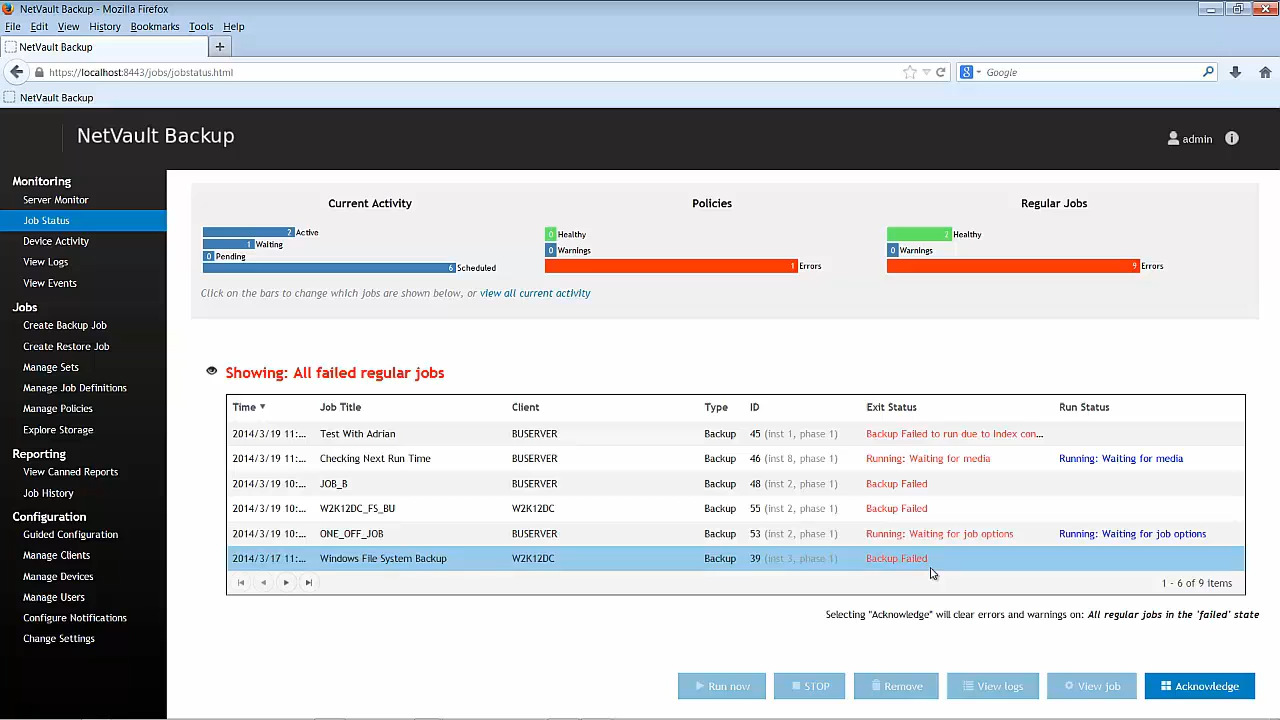 NetVault Backup - Mozilla Firefox
File Edit View History Bookmarks Tools Help
NetVault Backup
https://localhost:8443/jobs/jobstatus.html
Google
NetVault Backup
NetVault Backup
admin
Monitoring
Server Monitor
Job Status
Device Activity
View Logs
View Events
Jobs
Create Backup Job
Create Restore Job
Manage Sets
Manage Job Definitions
Manage Policies
Explore Storage
Reporting
View Canned Reports
Job History
Configuration
Guided Configuration
Manage Clients
Manage Devices
Manage Users
Configure Notifications
Change Settings
Current Activity
2 Active
1 Waiting
0 Pending
6 Scheduled
Policies
0 Healthy
0 Warnings
1 Errors
Regular Jobs
2 Healthy
0 Warnings
9 Errors
Click on the bars to change which jobs are shown below, or view all current activity
Showing: All failed regular jobs
Time Job Title Client Type ID Exit Status Run Status
2014/3/19 11:... Test With Adrian BUSERVER Backup 45 (inst 1, phase 1) Backup Failed to run due to Index con...
2014/3/19 11:... Checking Next Run Time BUSERVER Backup 46 (inst 8, phase 1) Running: Waiting for media Running: Waiting for media
2014/3/19 10:... JOB_B BUSERVER Backup 48 (inst 2, phase 1) Backup Failed
2014/3/19 10:... W2K12DC_FS_BU W2K12DC Backup 55 (inst 2, phase 1) Backup Failed
2014/3/19 10:... ONE_OFF_JOB BUSERVER Backup 53 (inst 2, phase 1) Running: Waiting for job options Running: Waiting for job options
2014/3/17 11:... Windows File System Backup W2K12DC Backup 39 (inst 3, phase 1) Backup Failed
1 - 6 of 9 items
Selecting "Acknowledge" will clear errors and warnings on: All regular jobs in the 'failed' state
Run now STOP Remove View logs View job Acknowledge